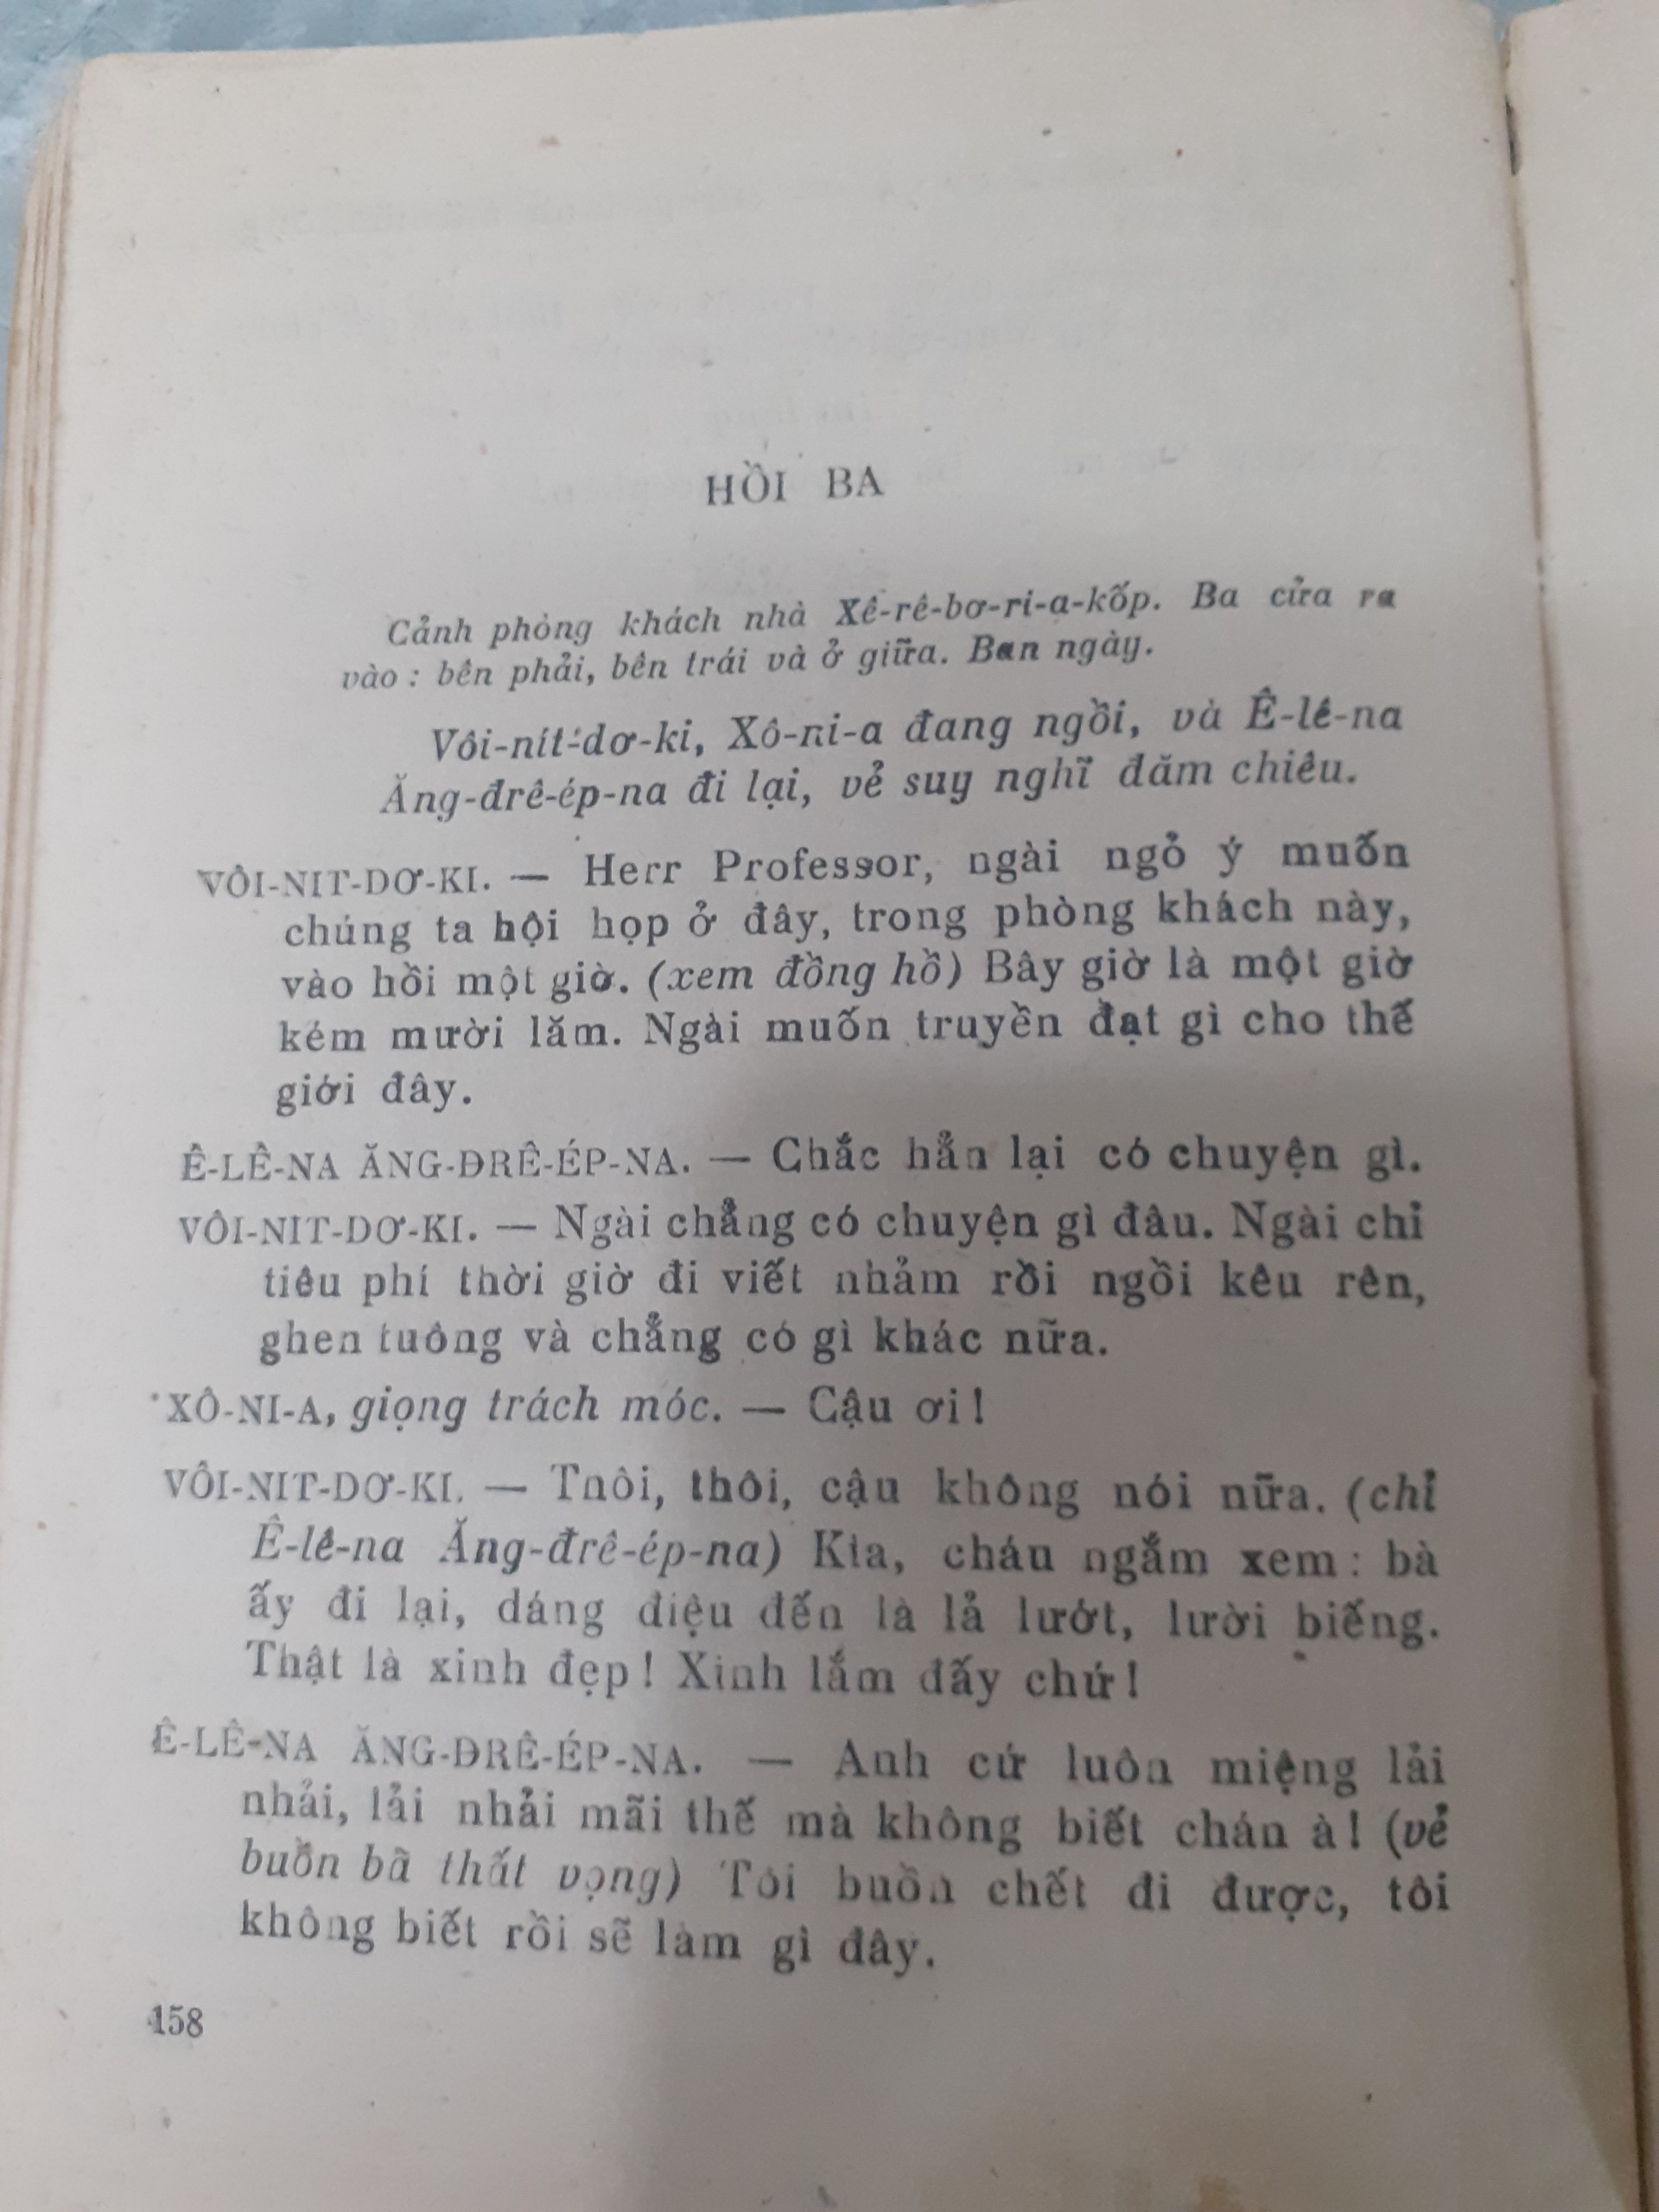 HỒI BA
Cảnh phòng khách nhà Xê-rê-bơ-ri-a-kốp. Ba cửa ra
vào : bên phải, bên trái và ở giữa. Ban ngày.
Vôi-nít-dơ-ki, Xô-ni-a đang ngồi, và Ê-lê-na
Ăng-đrê-ép-na đi lại, vẻ suy nghĩ đăm chiêu.
VÔI-NIT-DƠ-KI. — Herr Professor, ngài ngỏ ý muốn
chúng ta hội họp ở đây, trong phòng khách này,
vào hồi một giờ. (xem đồng hồ) Bây giờ là một giờ
kém mười lăm. Ngài muốn truyền đạt gì cho thế
giới đây.
Ê-LÊ-NA ĂNG-ĐRÊ-ÉP-NA. — Chắc hẳn lại có chuyện gì.
VÔI-NIT-DƠ-KI. — Ngài chẳng có chuyện gì đâu. Ngài chỉ
tiêu phí thời giờ đi viết nhảm rồi ngồi kêu rên,
ghen tuông và chẳng có gì khác nữa.
XÔ-NI-A, giọng trách móc. — Cậu ơi !
VÔI-NIT-DƠ-KI. — Thôi, thôi, cậu không nói nữa. (chỉ
Ê-lê-na Ăng-đrê-ép-na) Kìa, cháu ngắm xem : bà
ấy đi lại, dáng điệu đến là lả lướt, lười biếng.
Thật là xinh đẹp ! Xinh lắm đấy chứ !
Ê-LÊ-NA ĂNG-ĐRÊ-ÉP-NA. — Anh cứ luôn miệng lải
nhải, lải nhải mãi thế mà không biết chán à ! (vẻ
buồn bã thất vọng) Tôi buồn chết đi được, tôi
không biết rồi sẽ làm gì đây.
158